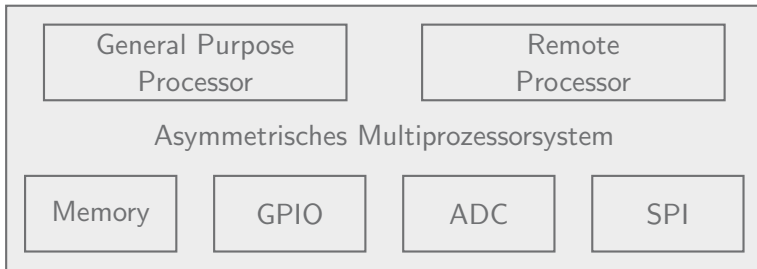 General Purpose
Processor
Remote
Processor
Asymmetrisches Multiprozessorsystem
Memory
GPIO
ADC
SPI